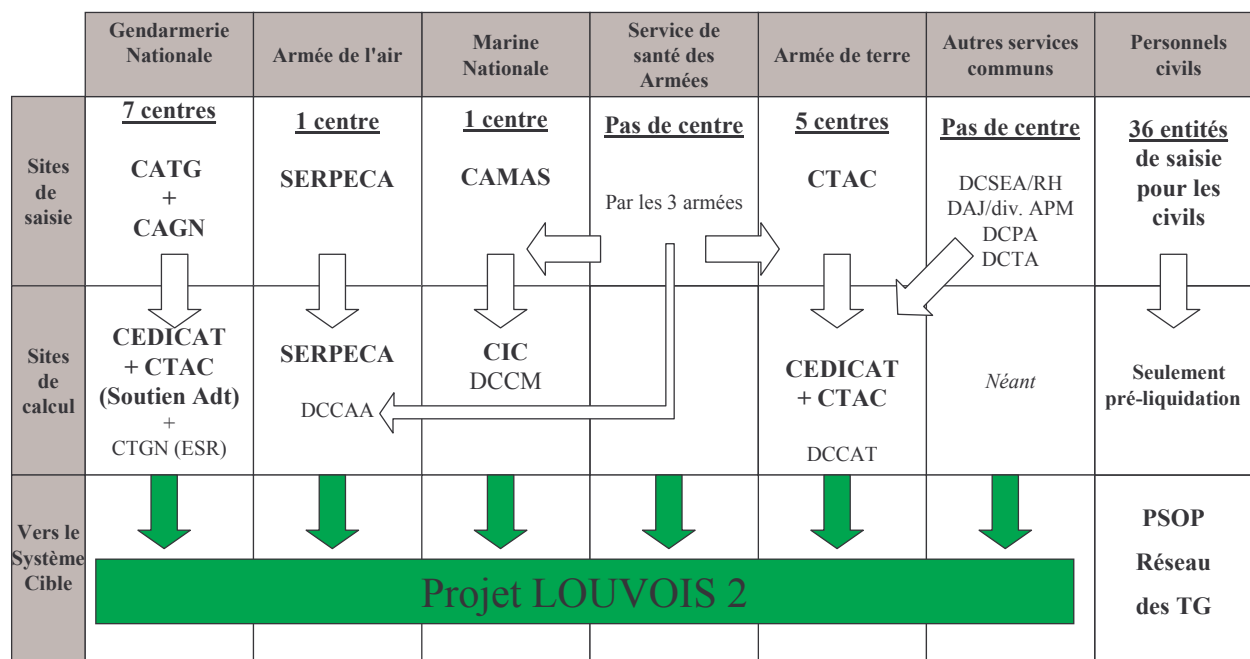 Gendarmerie
Nationale
Armée de l'air
Marine
Nationale
Service de
santé des
Armées
Armée de terre
Autres services
communs
Personnels
civils
Sites
de
saisie
7 centres
CATG
+
CAGN
1 centre
SERPECA
1 centre
CAMAS
Pas de centre
Par les 3 armées
5 centres
CTAC
Pas de centre
DCSEA/RH
DAJ/div. APM
DCPA
DCTA
36 entités
de saisie
pour les
civils
Sites
de
calcul
CEDICAT
+ CTAC
(Soutien Adt)
+
CTGN (ESR)
SERPECA
DCCAA
CIC
DCCM
CEDICAT
+ CTAC
DCCAT
Néant
Seulement
pré-liquidation
Vers le
Système
Cible
Projet LOUVOIS 2
PSOP
Réseau
des TG